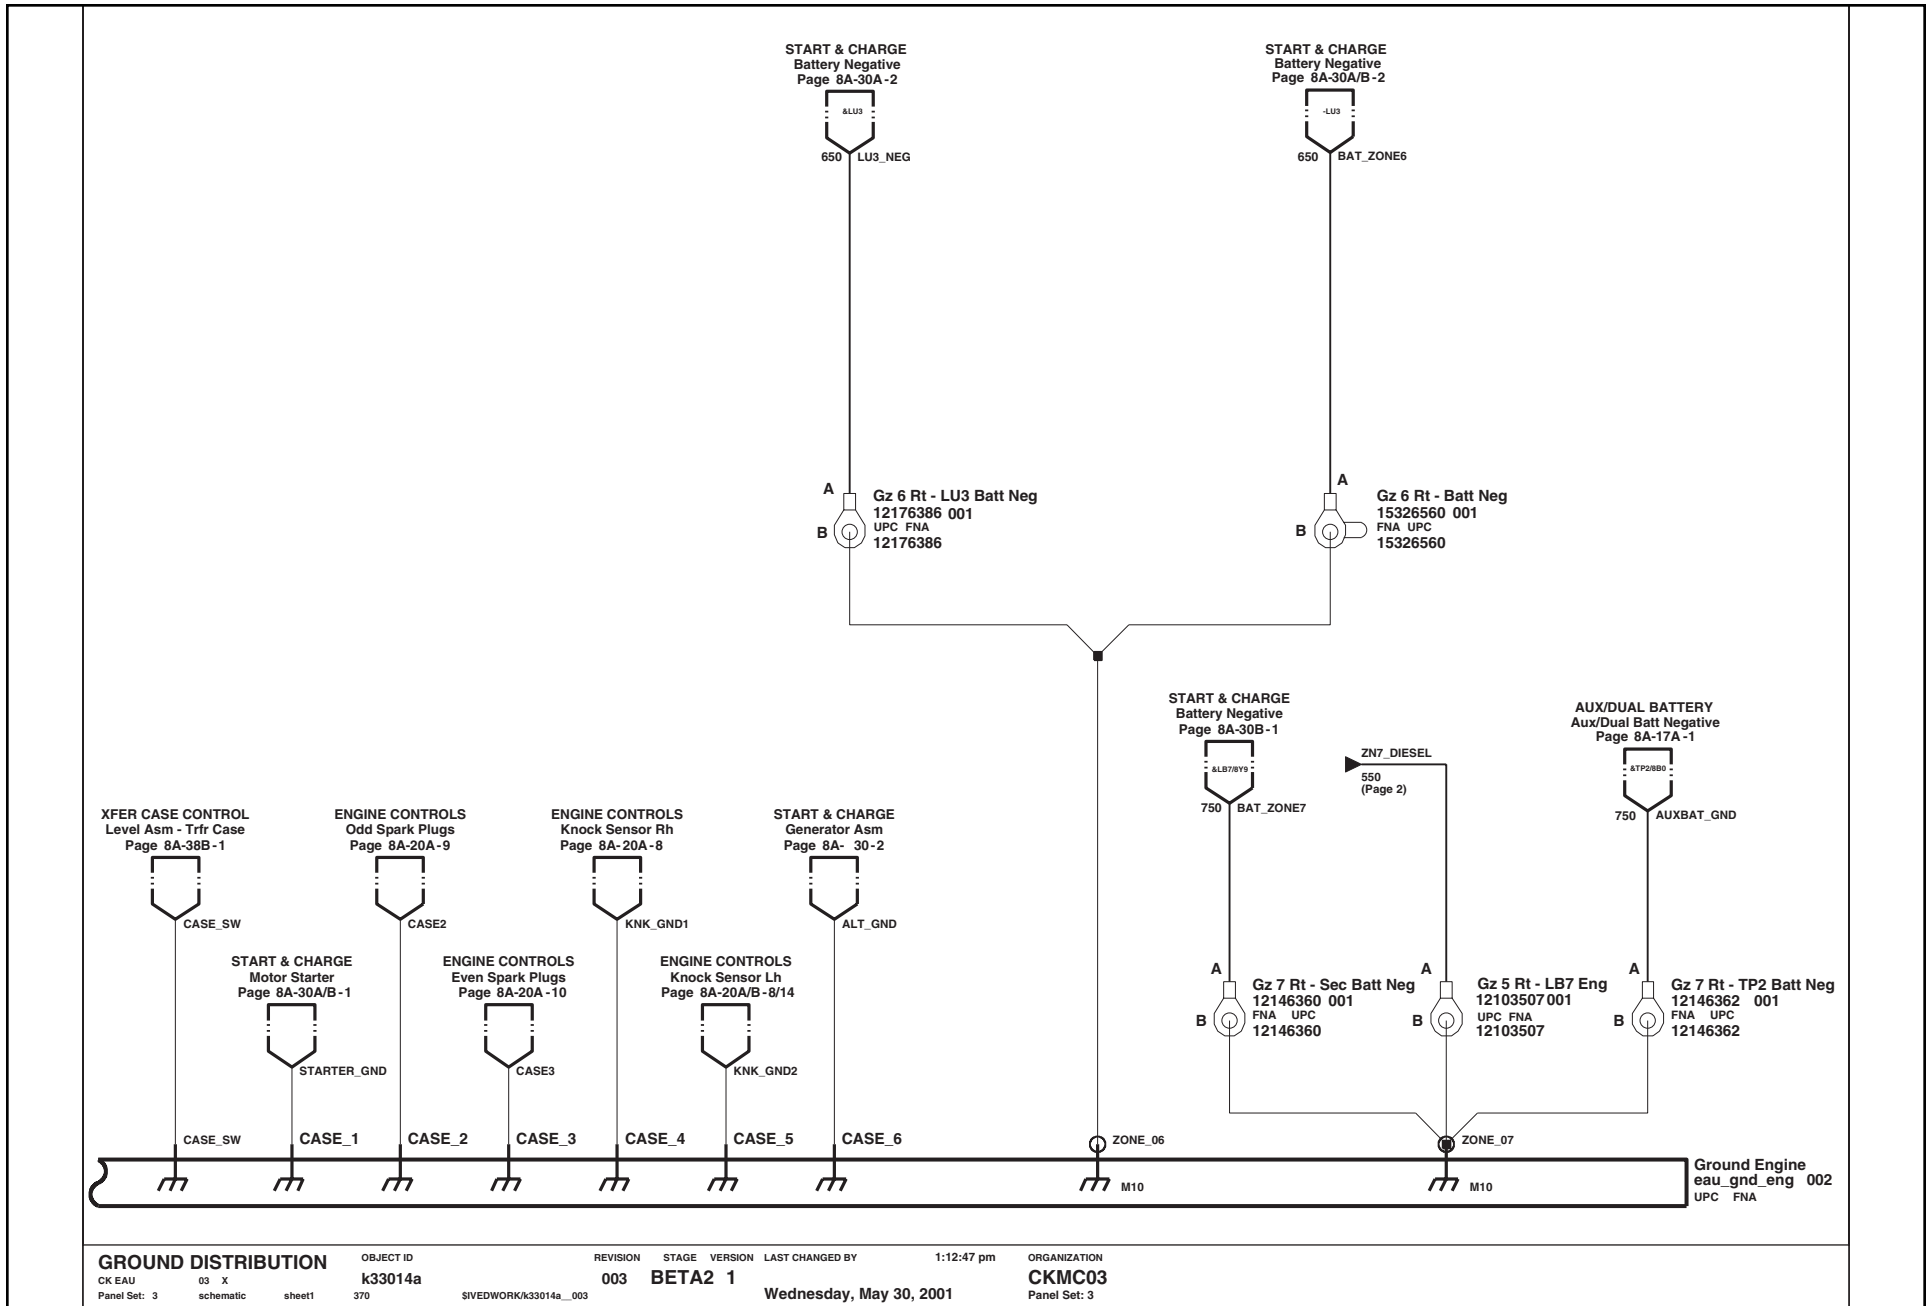 START & CHARGE
Battery Negative
Page 8A-30A-2
&LU3
650 LU3_NEG
START & CHARGE
Battery Negative
Page 8A-30A/B-2
-LU3
650 BAT_ZONE6
A
B
Gz 6 Rt - LU3 Batt Neg
12176386 001
UPC FNA
12176386
A
B
Gz 6 Rt - Batt Neg
15326560 001
FNA UPC
15326560
START & CHARGE
Battery Negative
Page 8A-30B-1
&LB7/8Y9
750 BAT_ZONE7
ZN7_DIESEL
550
(Page 2)
AUX/DUAL BATTERY
Aux/Dual Batt Negative
Page 8A-17A-1
&TP2/8B0
750 AUXBAT_GND
XFER CASE CONTROL
Level Asm - Trfr Case
Page 8A-38B-1
CASE_SW
ENGINE CONTROLS
Odd Spark Plugs
Page 8A-20A-9
CASE2
ENGINE CONTROLS
Knock Sensor Rh
Page 8A-20A-8
KNK_GND1
START & CHARGE
Generator Asm
Page 8A- 30-2
ALT_GND
START & CHARGE
Motor Starter
Page 8A-30A/B-1
STARTER_GND
ENGINE CONTROLS
Even Spark Plugs
Page 8A-20A-10
CASE3
ENGINE CONTROLS
Knock Sensor Lh
Page 8A-20A/B-8/14
KNK_GND2
A
B
Gz 7 Rt - Sec Batt Neg
12146360 001
FNA UPC
12146360
A
B
Gz 5 Rt - LB7 Eng
12103507 001
UPC FNA
12103507
A
B
Gz 7 Rt - TP2 Batt Neg
12146362 001
FNA UPC
12146362
CASE_SW CASE_1 CASE_2 CASE_3 CASE_4 CASE_5 CASE_6 ZONE_06 ZONE_07
M10 M10
Ground Engine
eau_gnd_eng 002
UPC FNA
GROUND DISTRIBUTION
CK EAU 03 X
Panel Set: 3 schematic sheet1
OBJECT ID
k33014a
370 $IVEDWORK/k33014a__003
REVISION STAGE VERSION LAST CHANGED BY 1:12:47 pm
003 BETA2 1
Wednesday, May 30, 2001
ORGANIZATION
CKMC03
Panel Set: 3